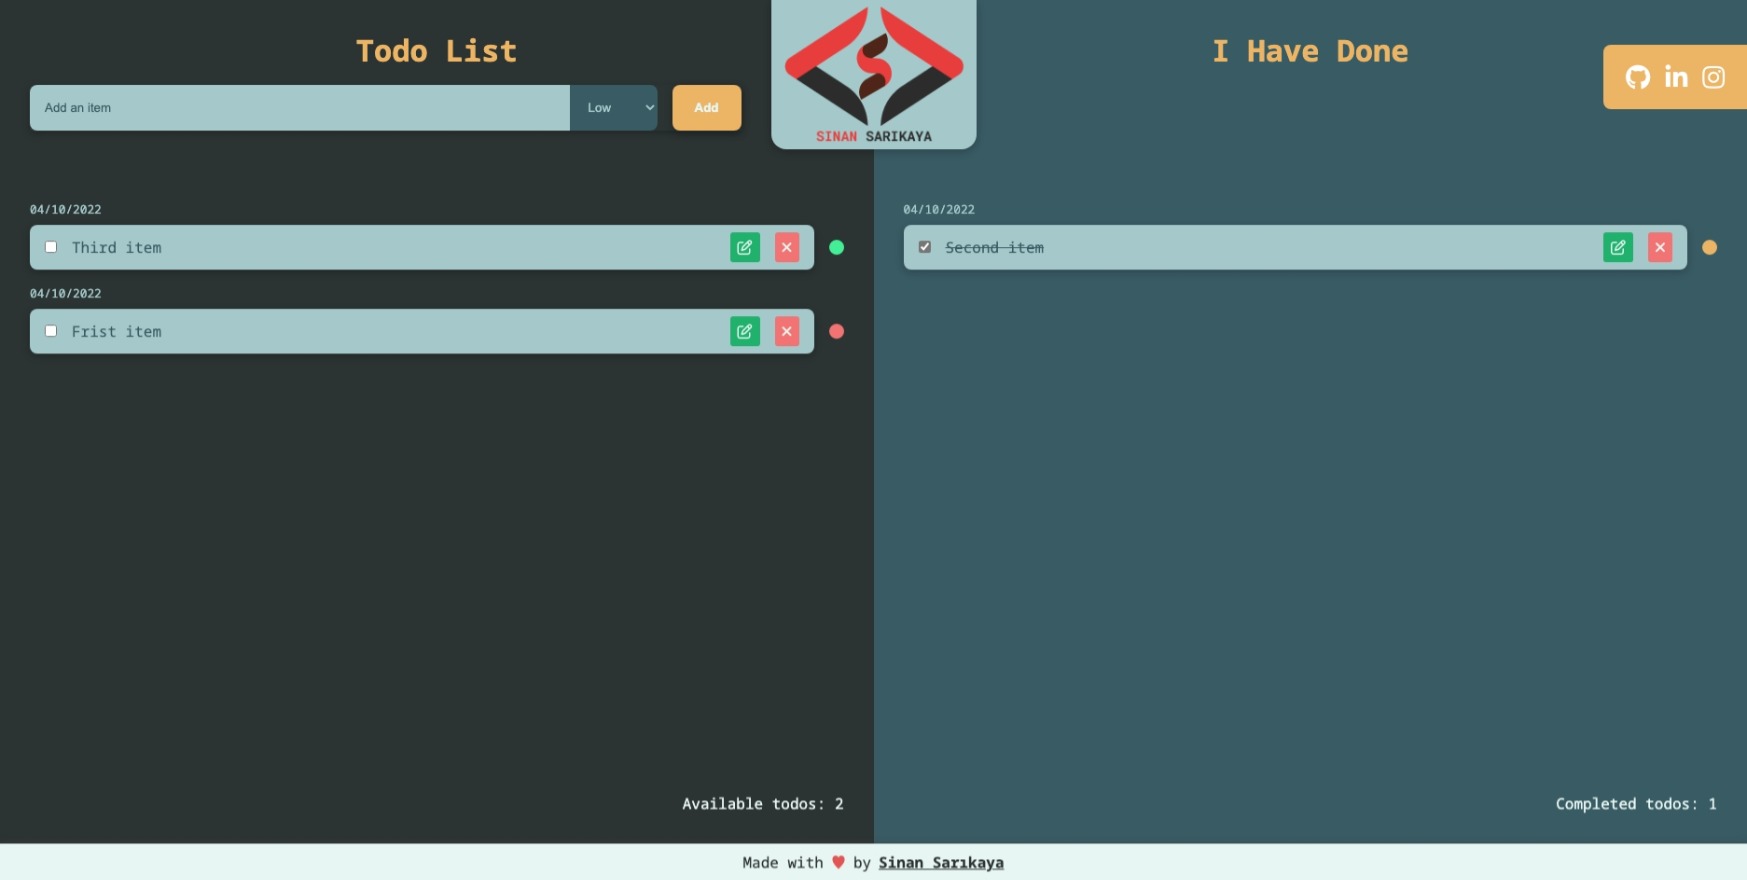 Todo List
Add an item
Low
Add
SINAN SARIKAYA
I Have Done
04/10/2022
Third item
04/10/2022
Frist item
04/10/2022
Second item
Available todos: 2
Completed todos: 1
Made with ❤ by Sinan Sarıkaya